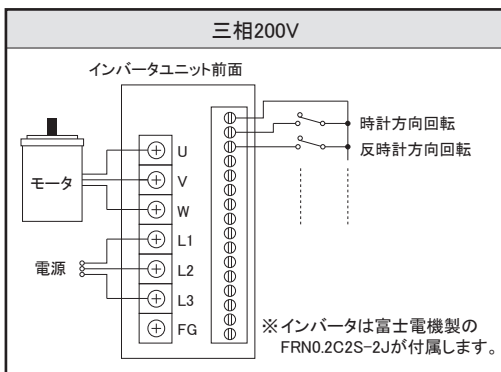 三相200V
インバータユニット前面
時計方向回転
反時計方向回転
モータ
U
V
W
電源
L1
L2
L3
FG
※インバータは富士電機製の
FRN0.2C2S-2Jが付属します。